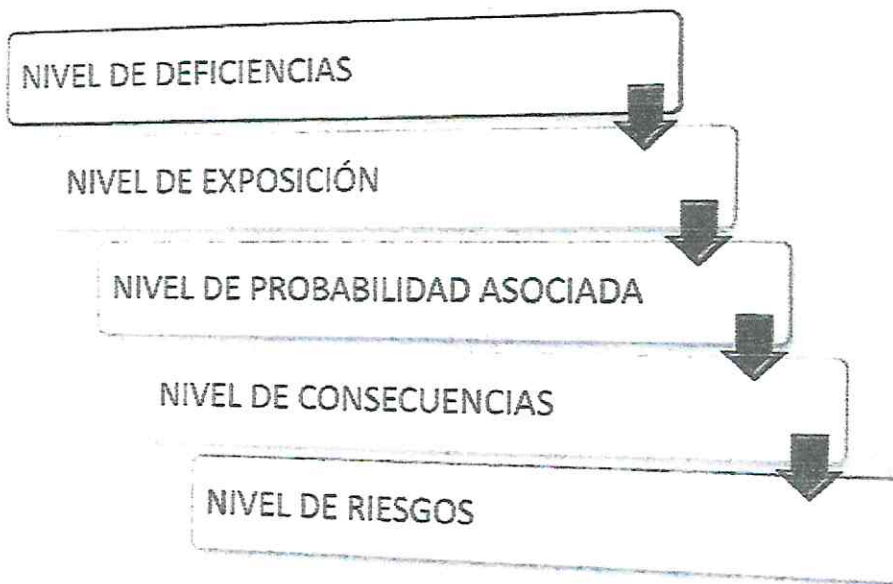 NIVEL DE DEFICIENCIAS
NIVEL DE EXPOSICIÓN
NIVEL DE PROBABILIDAD ASOCIADA
NIVEL DE CONSECUENCIAS
NIVEL DE RIESGOS